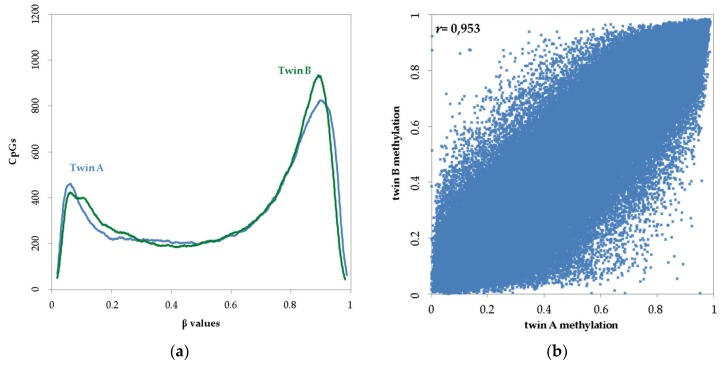 1200
1000
800
600
400
200
0
CpGs
Twin A
Twin B
0 0.2 0.4 0.6 0.8 1
β values
(a)
1
0.8
0.6
0.4
0.2
0
twin B methylation
r= 0,953
0 0.2 0.4 0.6 0.8 1
twin A methylation
(b)